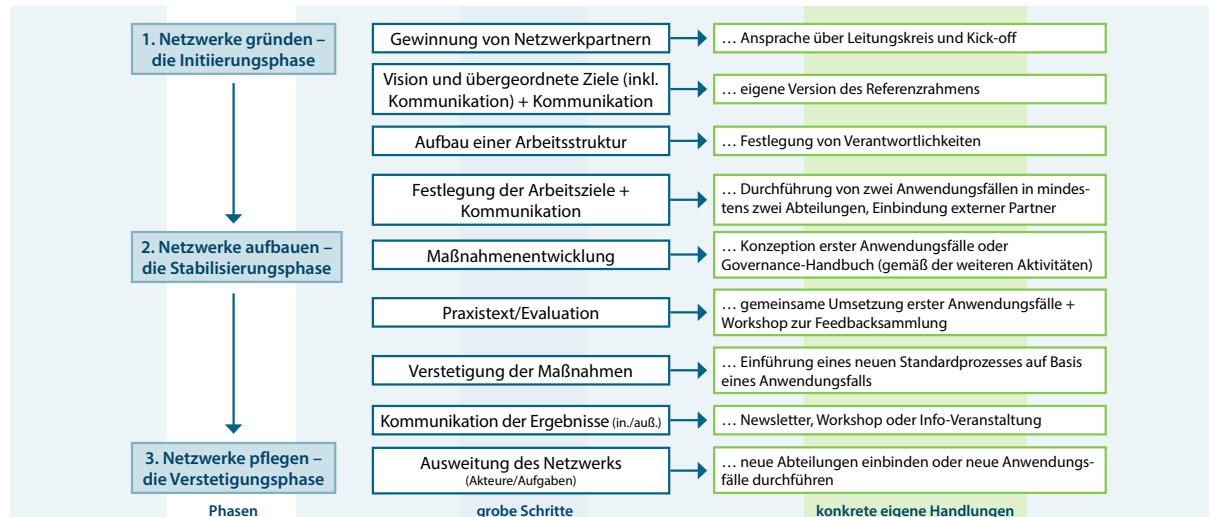 1. Netzwerke gründen –
die Initiierungsphase
Gewinnung von Netzwerkpartnern
… Ansprache über Leitungskreis und Kick-off
Vision und übergeordnete Ziele (inkl.
Kommunikation) + Kommunikation
… eigene Version des Referenzrahmens
Aufbau einer Arbeitsstruktur
… Festlegung von Verantwortlichkeiten
Festlegung der Arbeitsziele +
Kommunikation
… Durchführung von zwei Anwendungsfällen in mindes-
tens zwei Abteilungen, Einbindung externer Partner
2. Netzwerke aufbauen –
die Stabilisierungsphase
Maßnahmenentwicklung
… Konzeption erster Anwendungsfälle oder
Governance-Handbuch (gemäß der weiteren Aktivitäten)
Praxistext/Evaluation
… gemeinsame Umsetzung erster Anwendungsfälle +
Workshop zur Feedbacksammlung
Verstetigung der Maßnahmen
… Einführung eines neuen Standardprozesses auf Basis
eines Anwendungsfalls
Kommunikation der Ergebnisse (in./auß.)
… Newsletter, Workshop oder Info-Veranstaltung
3. Netzwerke pflegen –
die Verstetigungsphase
Ausweitung des Netzwerks
(Akteure/Aufgaben)
… neue Abteilungen einbinden oder neue Anwendungs-
fälle durchführen
Phasen
grobe Schritte
konkrete eigene Handlungen